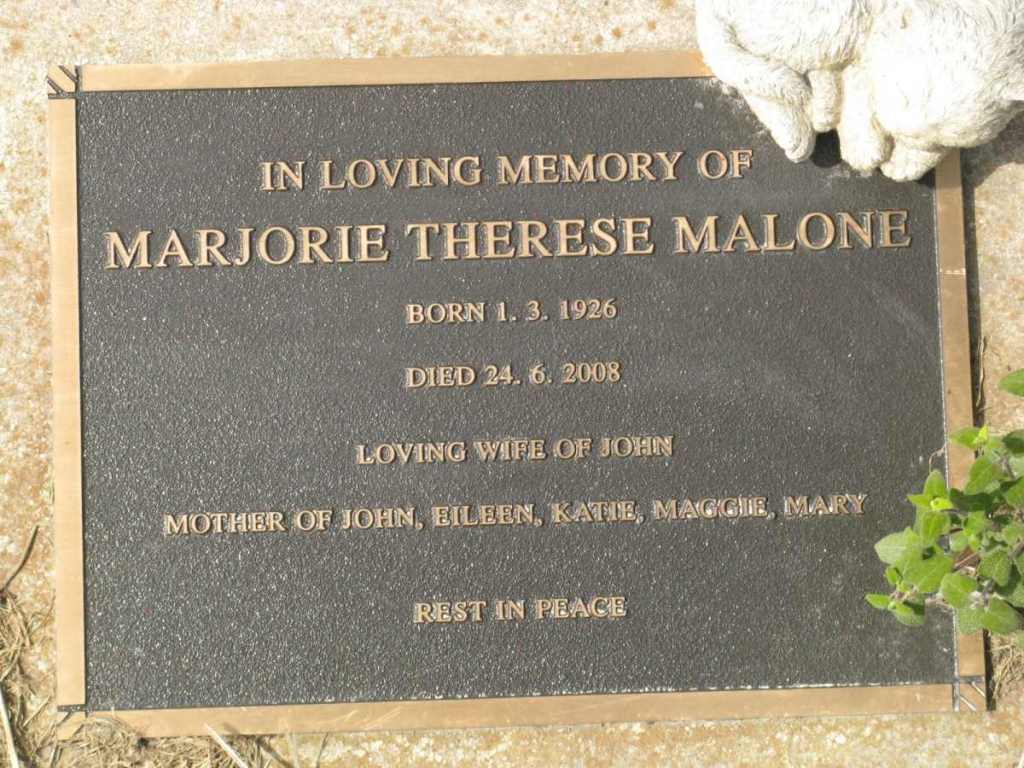 IN LOVING MEMORY OF
MARJORIE THERESE MALONE
BORN 1. 3. 1926
DIED 24. 6. 2008
LOVING WIFE OF JOHN
MOTHER OF JOHN, EILEEN, KATIE, MAGGIE, MARY
REST IN PEACE